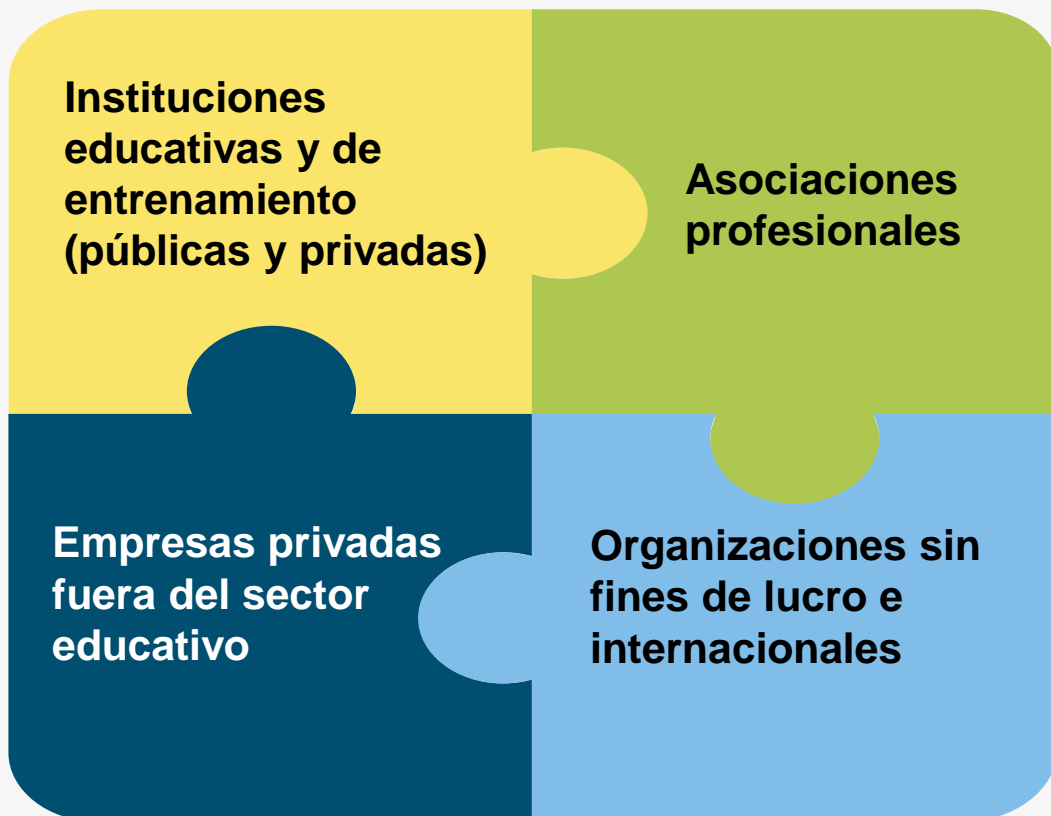 Instituciones
educativas y de
entrenamiento
(públicas y privadas)
Asociaciones
profesionales
Empresas privadas
fuera del sector
educativo
Organizaciones sin
fines de lucro e
internacionales